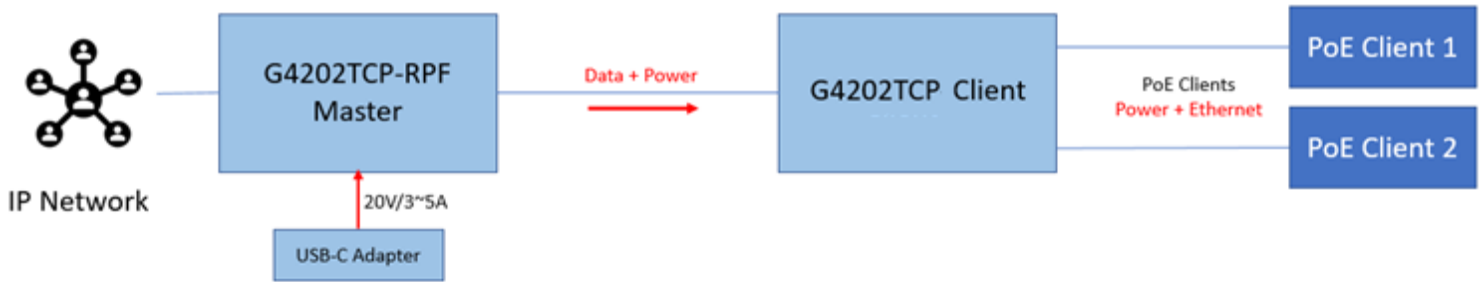 IP Network
G4202TCP-RPF
Master
20V/3~5A
USB-C Adapter
Data + Power
G4202TCP Client
PoE Clients
Power + Ethernet
PoE Client 1
PoE Client 2